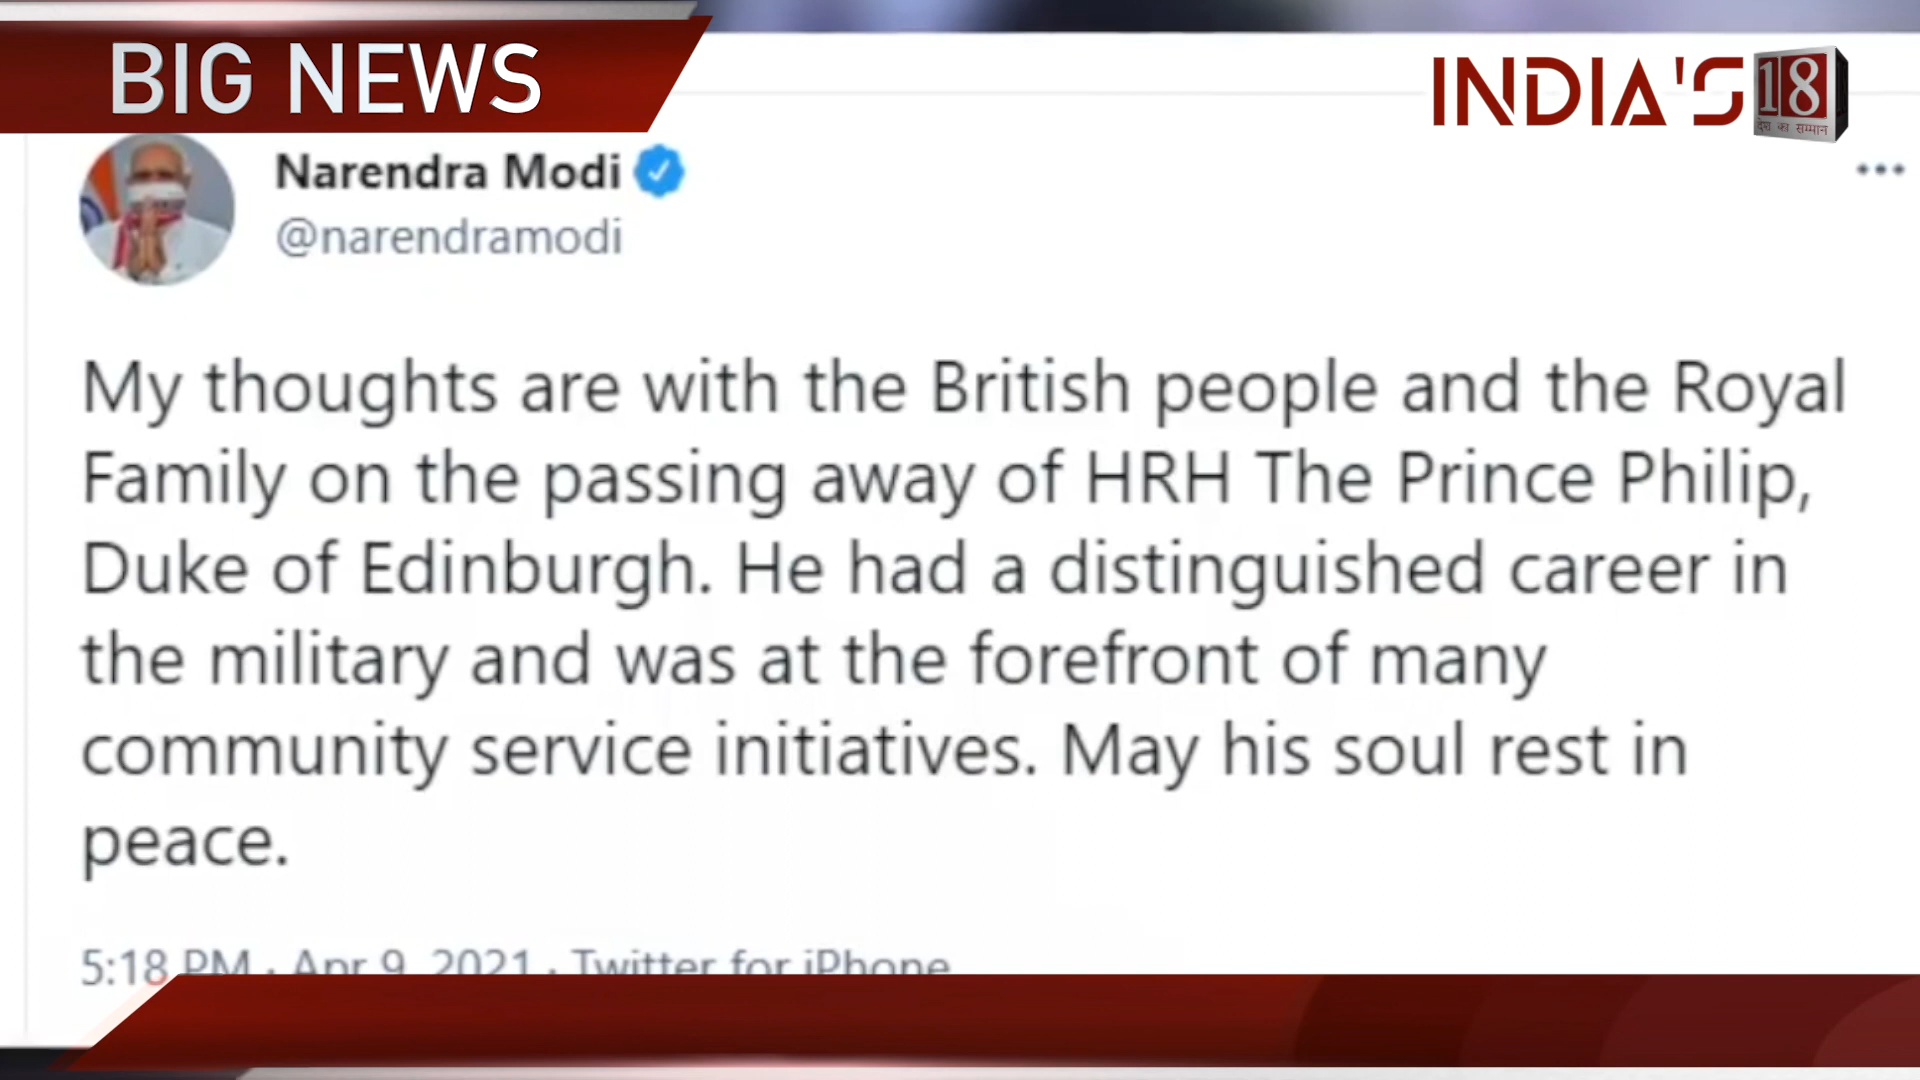 BIG NEWS
INDIA'S 18
देश का सम्मान
Narendra Modi
@narendramodi
My thoughts are with the British people and the Royal
Family on the passing away of HRH The Prince Philip,
Duke of Edinburgh. He had a distinguished career in
the military and was at the forefront of many
community service initiatives. May his soul rest in
peace.
5:18 PM · Apr 9, 2021 · Twitter for iPhone